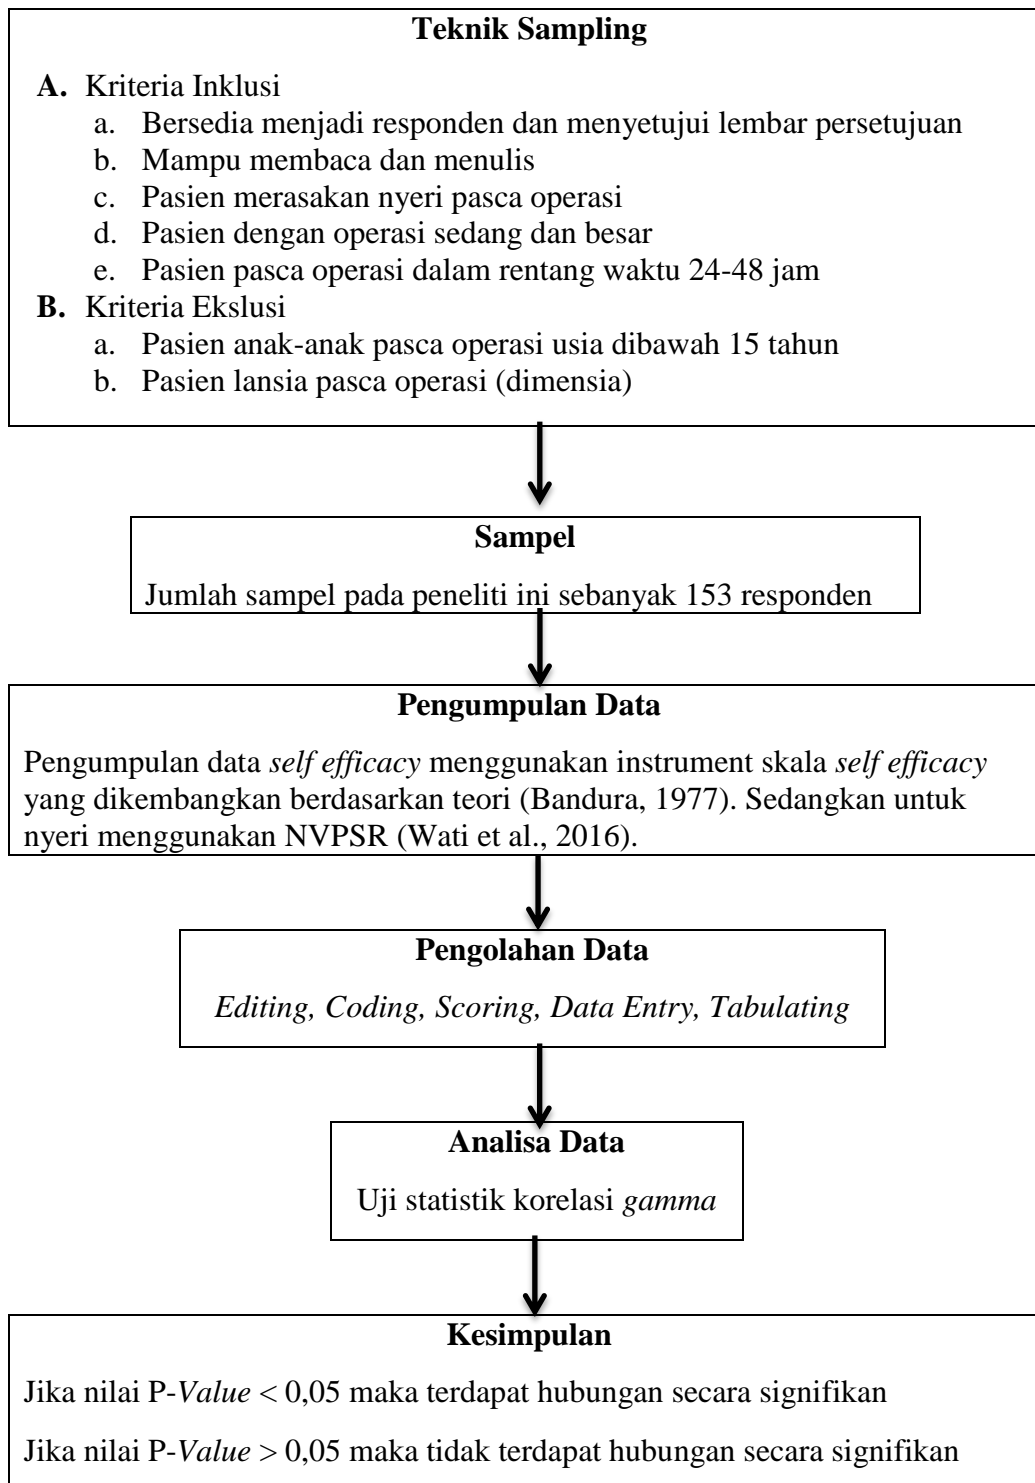 Teknik Sampling
A. Kriteria Inklusi
a. Bersedia menjadi responden dan menyetujui lembar persetujuan
b. Mampu membaca dan menulis
c. Pasien merasakan nyeri pasca operasi
d. Pasien dengan operasi sedang dan besar
e. Pasien pasca operasi dalam rentang waktu 24-48 jam
B. Kriteria Ekslusi
a. Pasien anak-anak pasca operasi usia dibawah 15 tahun
b. Pasien lansia pasca operasi (dimensia)
Sampel
Jumlah sampel pada peneliti ini sebanyak 153 responden
Pengumpulan Data
Pengumpulan data self efficacy menggunakan instrument skala self efficacy
yang dikembangkan berdasarkan teori (Bandura, 1977). Sedangkan untuk
nyeri menggunakan NVPSR (Wati et al., 2016).
Pengolahan Data
Editing, Coding, Scoring, Data Entry, Tabulating
Analisa Data
Uji statistik korelasi gamma
Kesimpulan
Jika nilai P-Value < 0,05 maka terdapat hubungan secara signifikan
Jika nilai P-Value > 0,05 maka tidak terdapat hubungan secara signifikan